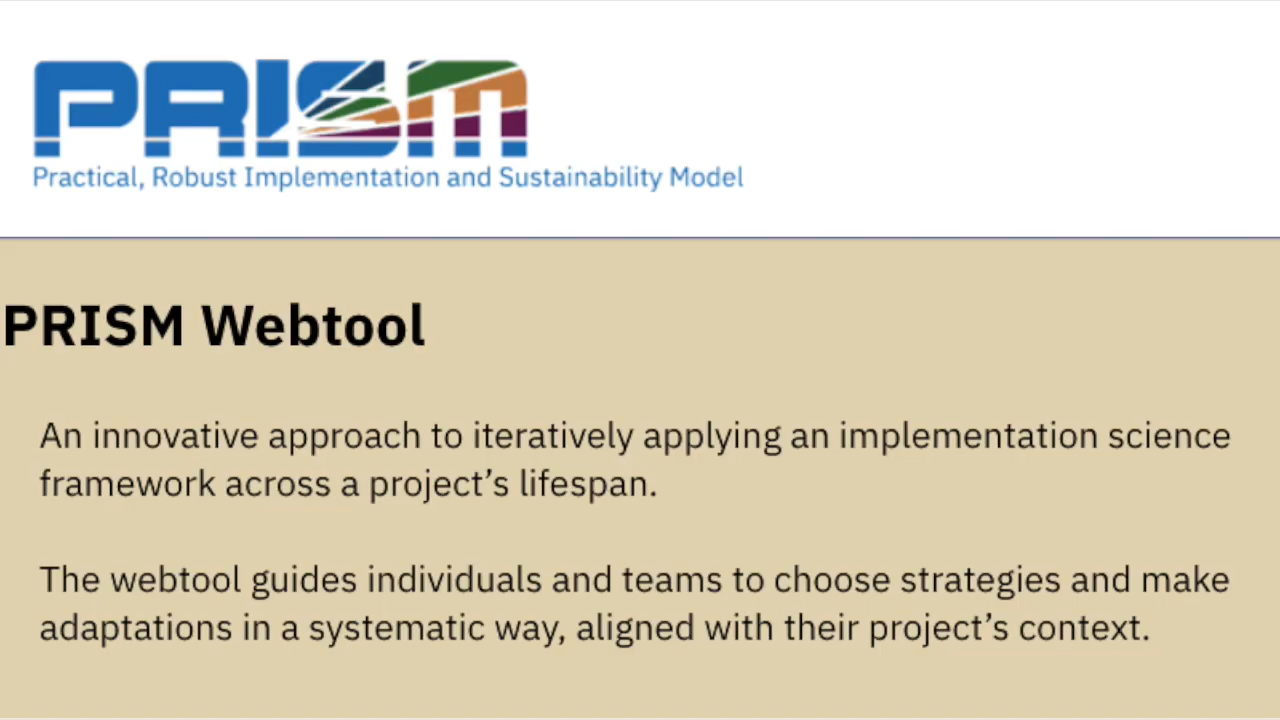 PRISM
Practical, Robust Implementation and Sustainability Model
PRISM Webtool
An innovative approach to iteratively applying an implementation science
framework across a project’s lifespan.
The webtool guides individuals and teams to choose strategies and make
adaptations in a systematic way, aligned with their project’s context.